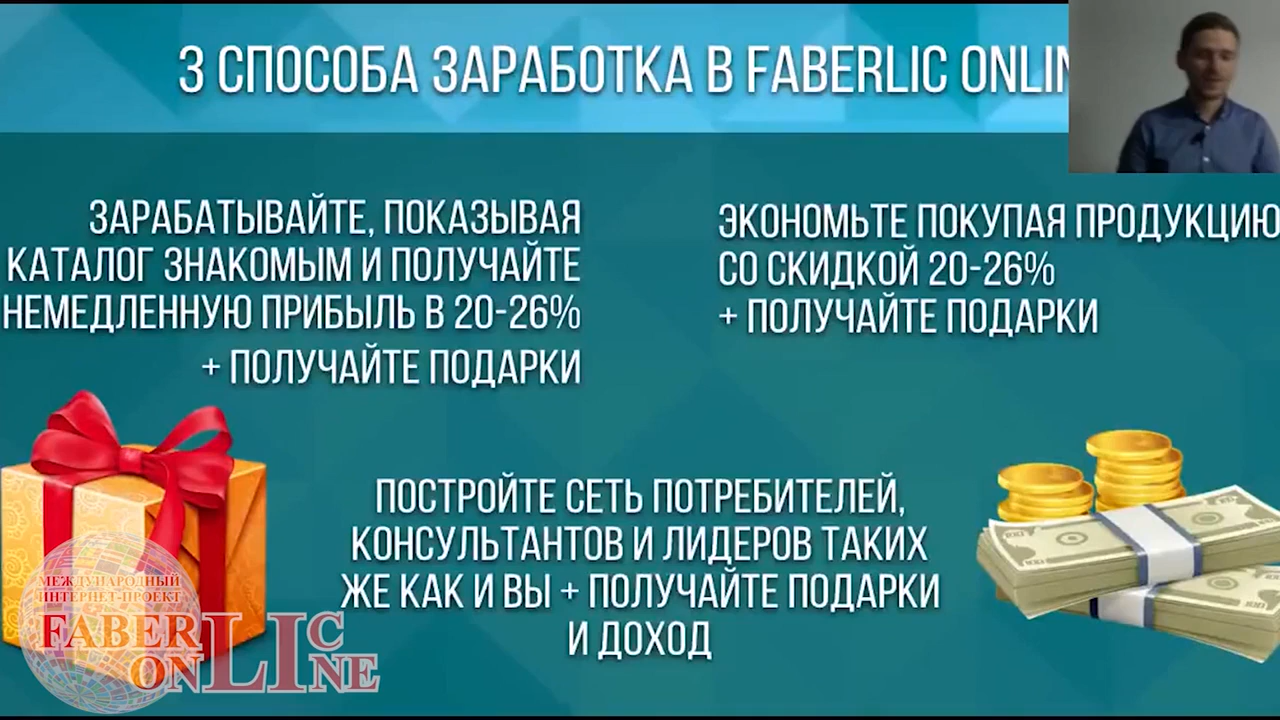 3 СПОСОБА ЗАРАБОТКА В FABERLIC ONLIN
ЗАРАБАТЫВАЙТЕ, ПОКАЗЫВАЯ
КАТАЛОГ ЗНАКОМЫМ И ПОЛУЧАЙТЕ
НЕМЕДЛЕННУЮ ПРИБЫЛЬ В 20-26%
+ ПОЛУЧАЙТЕ ПОДАРКИ
ЭКОНОМЬТЕ ПОКУПАЯ ПРОДУКЦИЮ
СО СКИДКОЙ 20-26%
+ ПОЛУЧАЙТЕ ПОДАРКИ
ПОСТРОЙТЕ СЕТЬ ПОТРЕБИТЕЛЕЙ,
КОНСУЛЬТАНТОВ И ЛИДЕРОВ ТАКИХ
ЖЕ КАК И ВЫ + ПОЛУЧАЙТЕ ПОДАРКИ
И ДОХОД
МЕЖДУНАРОДНЫЙ
ИНТЕРНЕТ-ПРОЕКТ
FABERLIC
ONLINE